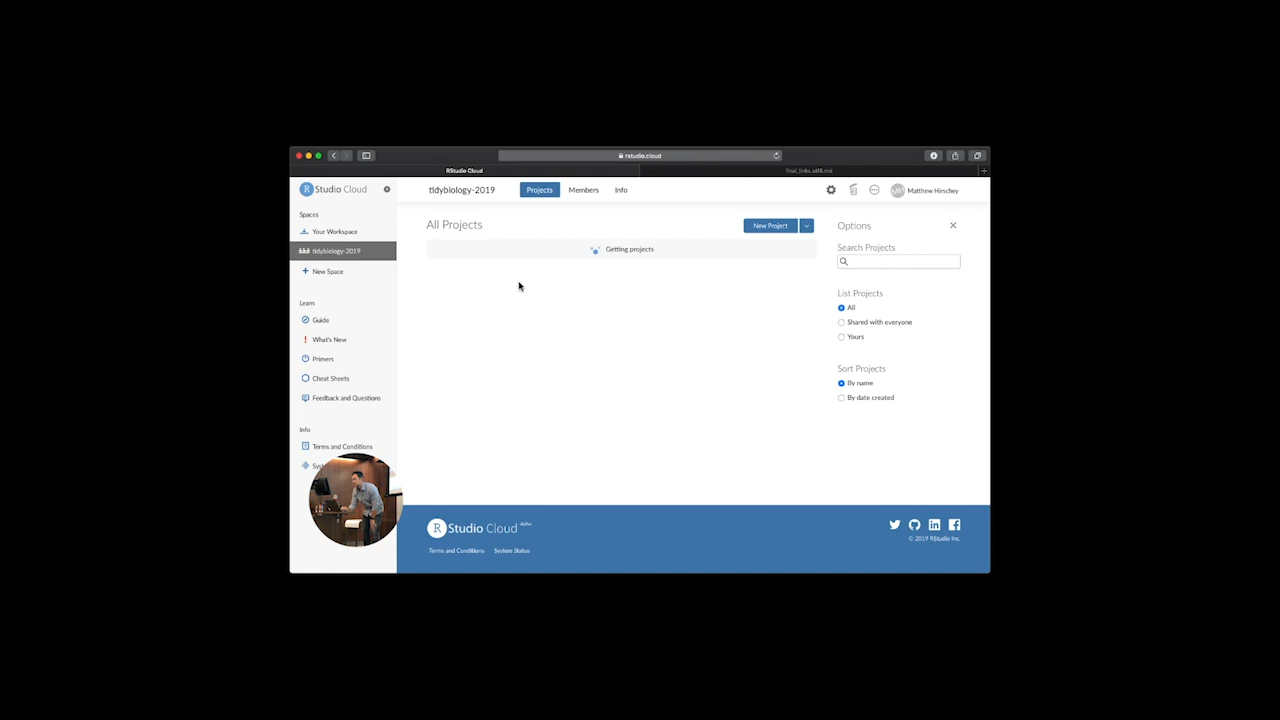 rstudio.cloud
RStudio Cloud
final_links.utf8.md
R Studio Cloud
tidybiology-2019
Projects
Members
Info
Matthew Hirschey
Spaces
Your Workspace
tidybiology-2019
New Space
Learn
Guide
What's New
Primers
Cheat Sheets
Feedback and Questions
Info
Terms and Conditions
All Projects
New Project
Getting projects
Options
Search Projects
List Projects
All
Shared with everyone
Yours
Sort Projects
By name
By date created
R Studio Cloud alpha
Terms and Conditions
System Status
© 2019 RStudio Inc.